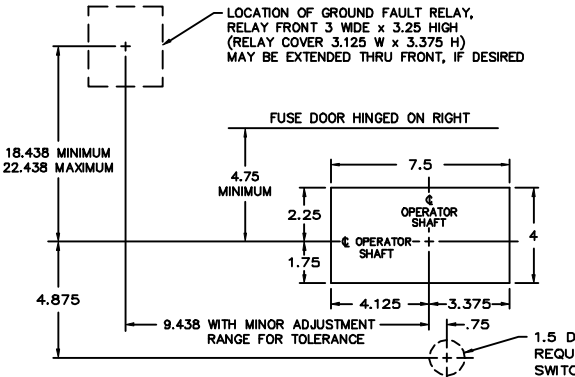 LOCATION OF GROUND FAULT RELAY,
RELAY FRONT 3 WIDE x 3.25 HIGH
(RELAY COVER 3.125 W x 3.375 H)
MAY BE EXTENDED THRU FRONT, IF DESIRED
FUSE DOOR HINGED ON RIGHT
18.438 MINIMUM
22.438 MAXIMUM
4.75
MINIMUM
7.5
2.25
℄
OPERATOR
SHAFT
4
℄ OPERATOR
SHAFT
1.75
4.875
4.125
3.375
9.438 WITH MINOR ADJUSTMENT
RANGE FOR TOLERANCE
.75
1.5 D
REQU
SWITC